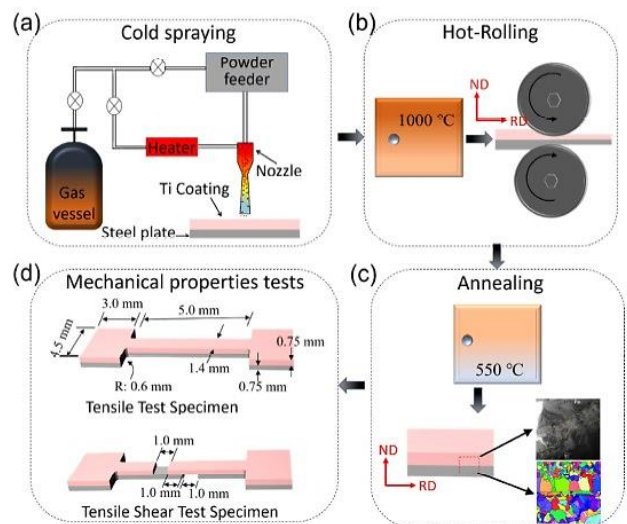 (a)
Cold spraying
Powder
feeder
Heater
Nozzle
Gas
vessel
Ti Coating
Steel plate
(b)
Hot-Rolling
1000 ℃
ND
RD
(d)
Mechanical properties tests
3.0 mm
5.0 mm
4.5 mm
0.75 mm
1.4 mm
0.75 mm
R: 0.6 mm
Tensile Test Specimen
1.0 mm
1.0 mm
1.0 mm
Tensile Shear Test Specimen
(c)
Annealing
550 ℃
ND
RD